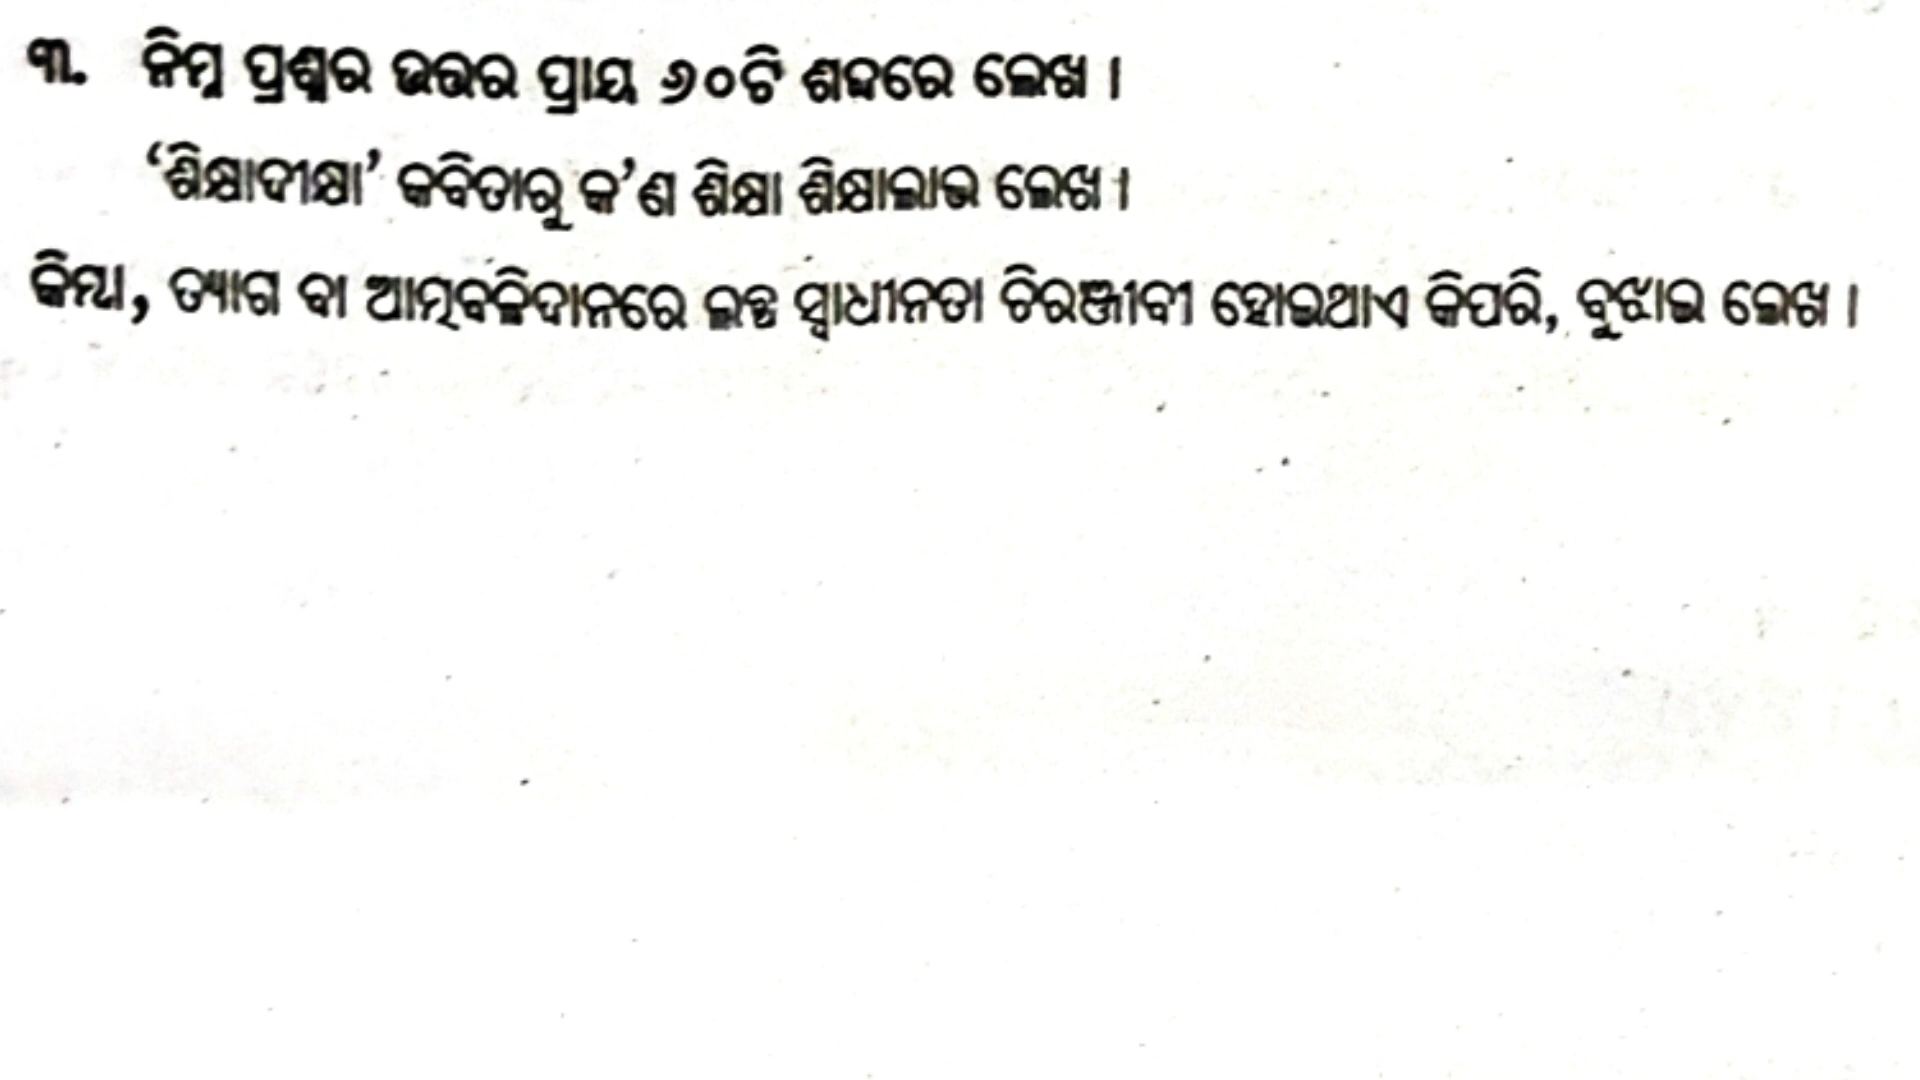 ୩. ନିମ୍ନ ପ୍ରଶ୍ନର ଉତ୍ତର ପ୍ରାୟ ୬୦ଟି ଶବ୍ଦରେ ଲେଖ ।
‘ଶିକ୍ଷାଦୀକ୍ଷା’ କବିତାରୁ କ’ଣ ଶିକ୍ଷା ଶିକ୍ଷାଲାଭ ଲେଖ ।
କିମ୍ବା, ତ୍ୟାଗ ବା ଆତ୍ମବଳିଦାନରେ ଲବ୍ଧ ସ୍ୱାଧୀନତା ଚିରଞ୍ଜୀବୀ ହୋଇଥାଏ କିପରି, ବୁଝାଇ ଲେଖ ।